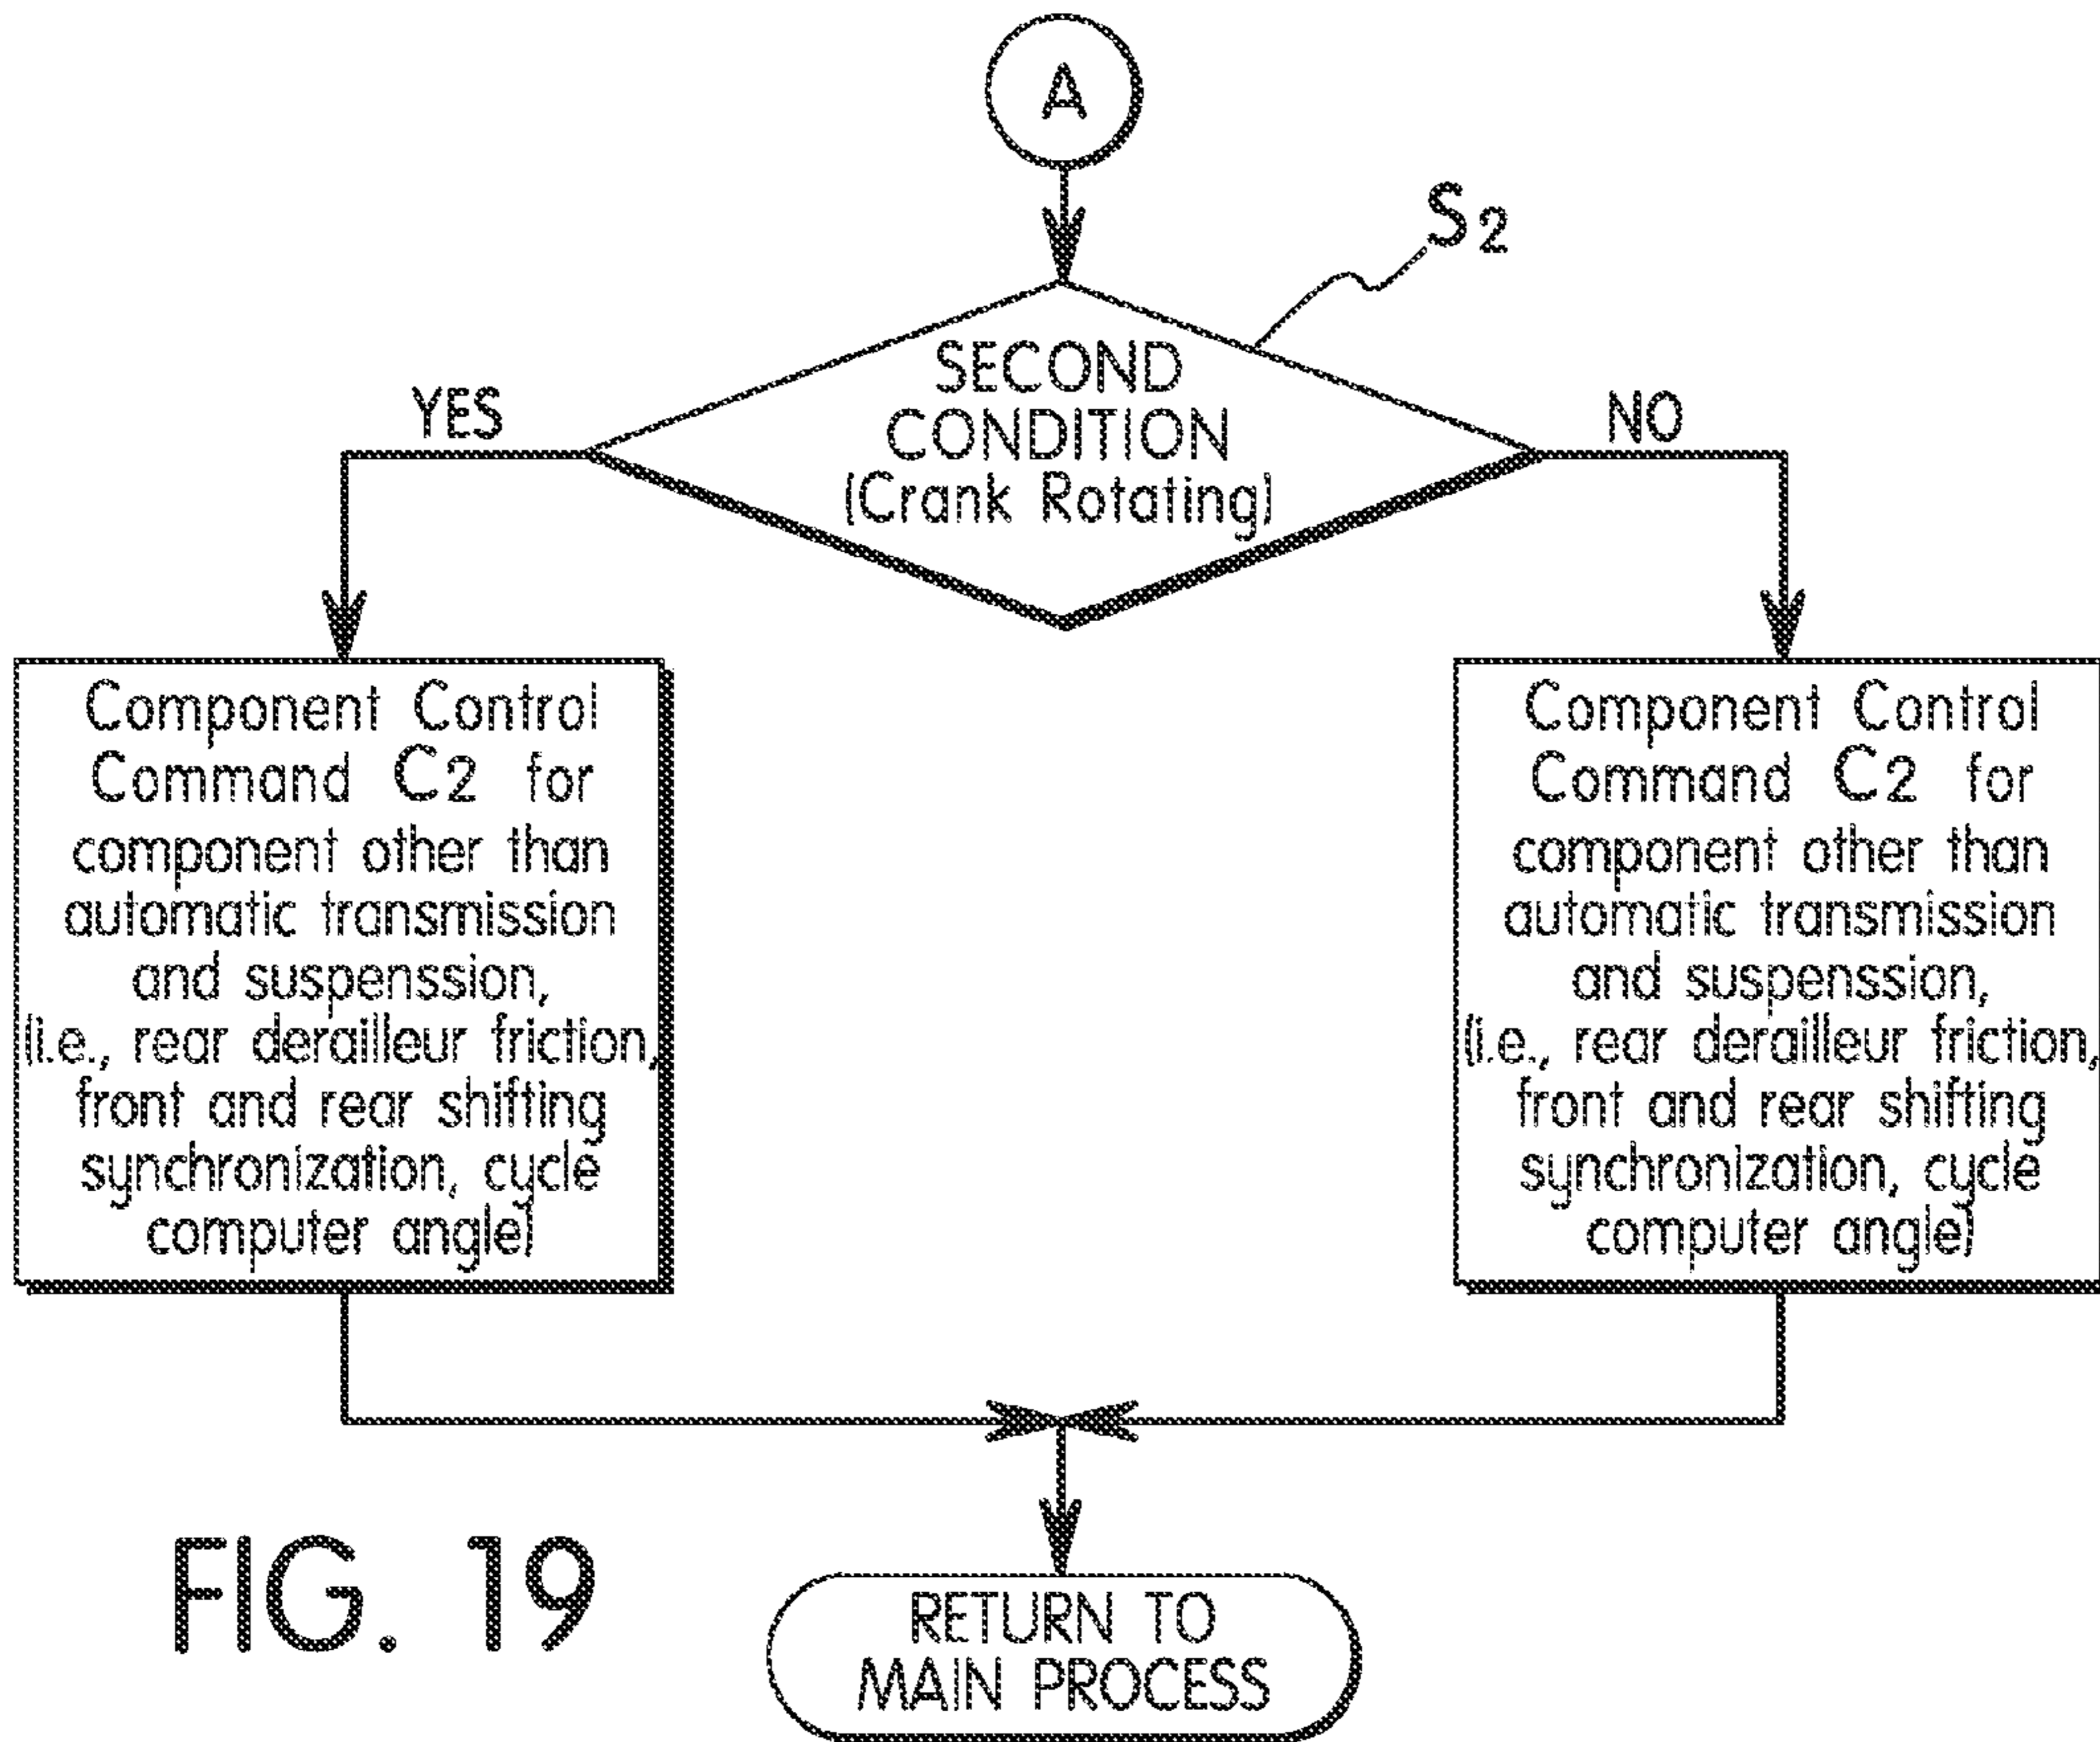 A
S2
SECOND
CONDITION
(Crank Rotating)
YES
NO
Component Control
Command C2 for
component other than
automatic transmission
and suspenssion,
(i.e., rear derailleur friction,
front and rear shifting
synchronization, cycle
computer angle)
Component Control
Command C2 for
component other than
automatic transmission
and suspenssion,
(i.e., rear derailleur friction,
front and rear shifting
synchronization, cycle
computer angle)
FIG. 19
RETURN TO
MAIN PROCESS